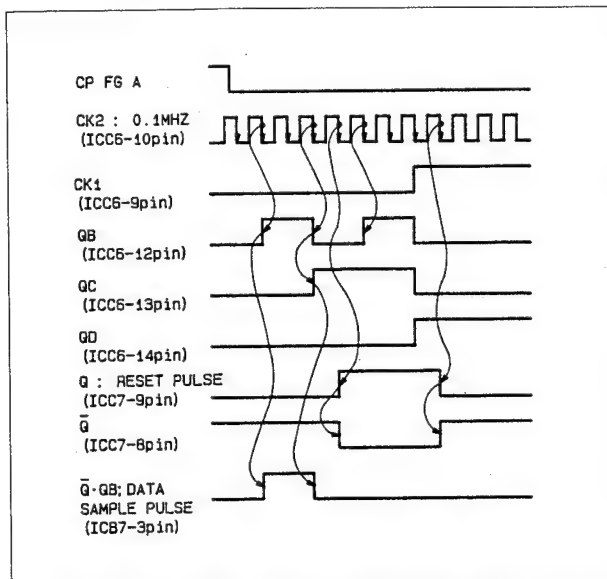 CP FG A
CK2 : 0.1MHZ
(ICC6-10pin)
CK1
(ICC6-9pin)
QB
(ICC6-12pin)
QC
(ICC6-13pin)
QD
(ICC6-14pin)
Q : RESET PULSE
(ICC7-9pin)
Q̅
(ICC7-8pin)
Q̅·QB; DATA
SAMPLE PULSE
(ICB7-3pin)